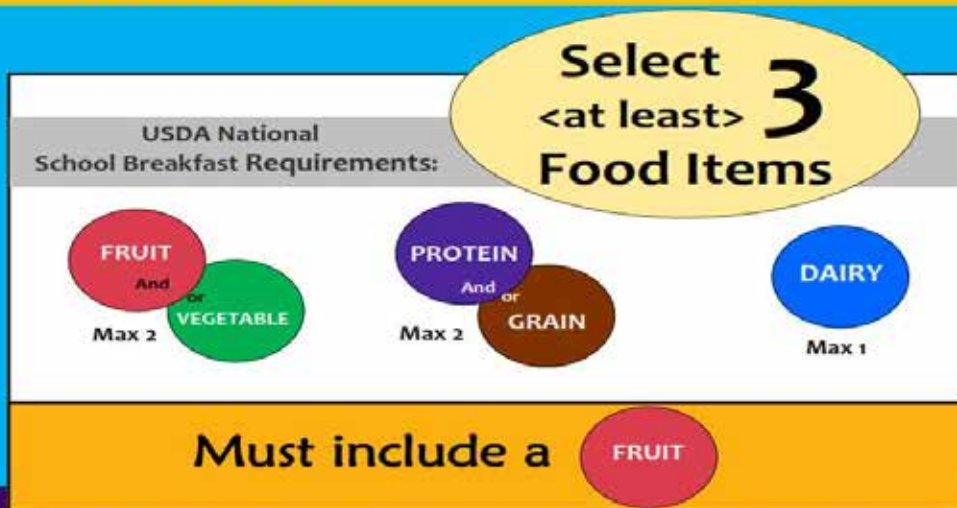 Select
<at least> 3
Food Items
USDA National
School Breakfast Requirements:
FRUIT
And
or
VEGETABLE
Max 2
PROTEIN
And
or
GRAIN
Max 2
DAIRY
Max 1
Must include a FRUIT